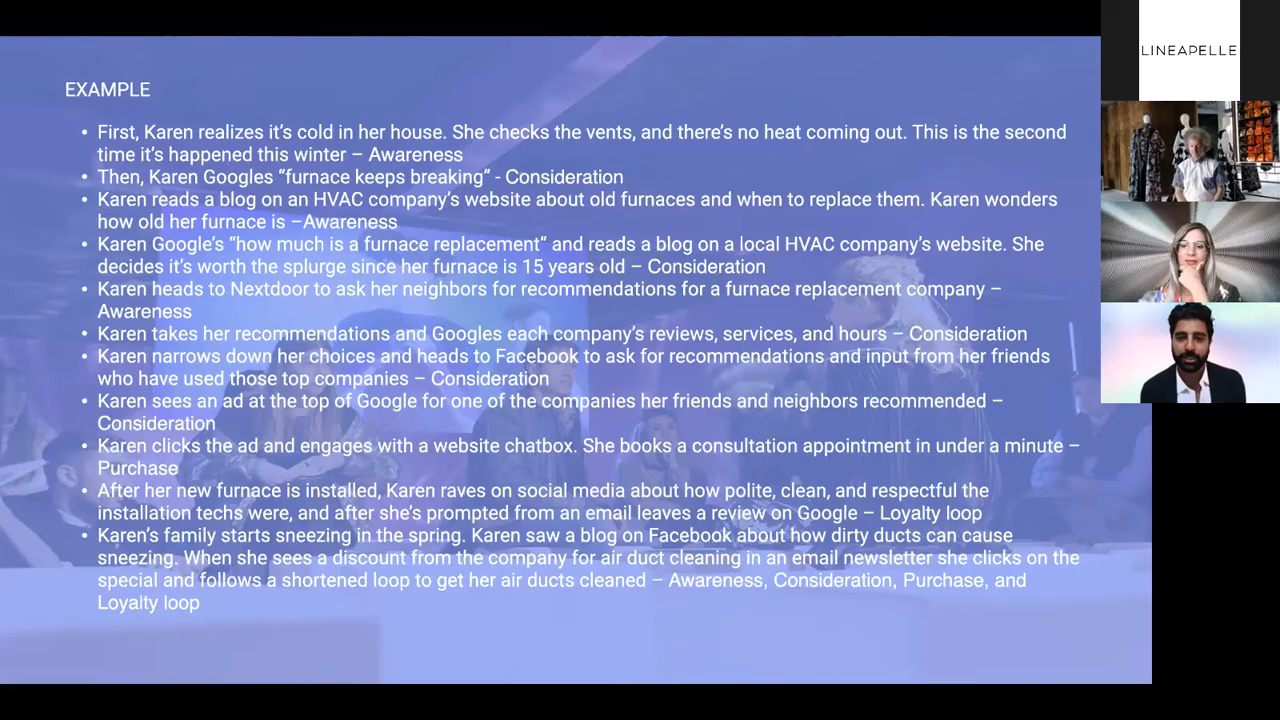 LINEAPELLE
EXAMPLE
• First, Karen realizes it's cold in her house. She checks the vents, and there's no heat coming out. This is the second
time it's happened this winter – Awareness
• Then, Karen Googles “furnace keeps breaking” - Consideration
• Karen reads a blog on an HVAC company's website about old furnaces and when to replace them. Karen wonders
how old her furnace is –Awareness
• Karen Google's “how much is a furnace replacement” and reads a blog on a local HVAC company's website. She
decides it's worth the splurge since her furnace is 15 years old – Consideration
• Karen heads to Nextdoor to ask her neighbors for recommendations for a furnace replacement company –
Awareness
• Karen takes her recommendations and Googles each company's reviews, services, and hours – Consideration
• Karen narrows down her choices and heads to Facebook to ask for recommendations and input from her friends
who have used those top companies – Consideration
• Karen sees an ad at the top of Google for one of the companies her friends and neighbors recommended –
Consideration
• Karen clicks the ad and engages with a website chatbox. She books a consultation appointment in under a minute –
Purchase
• After her new furnace is installed, Karen raves on social media about how polite, clean, and respectful the
installation techs were, and after she's prompted from an email leaves a review on Google – Loyalty loop
• Karen's family starts sneezing in the spring. Karen saw a blog on Facebook about how dirty ducts can cause
sneezing. When she sees a discount from the company for air duct cleaning in an email newsletter she clicks on the
special and follows a shortened loop to get her air ducts cleaned – Awareness, Consideration, Purchase, and
Loyalty loop